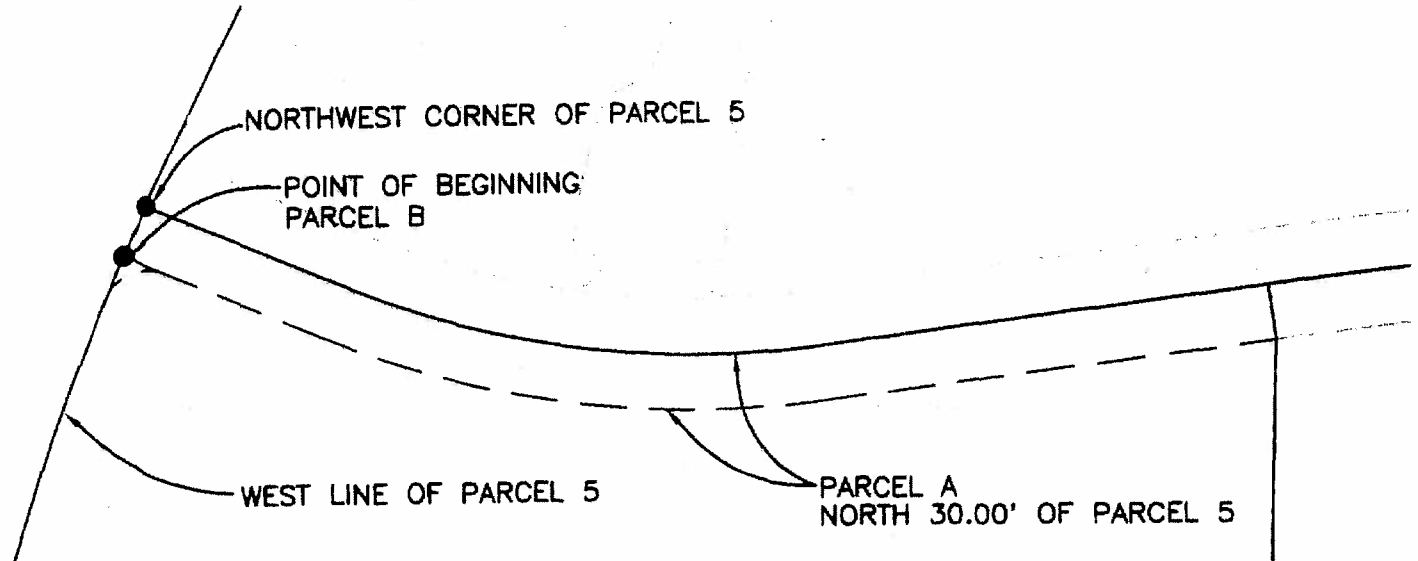 NORTHWEST CORNER OF PARCEL 5
POINT OF BEGINNING
PARCEL B
WEST LINE OF PARCEL 5
PARCEL A
NORTH 30.00' OF PARCEL 5